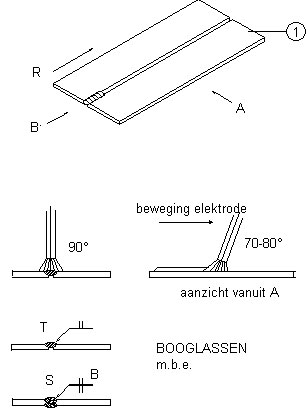 1
R
B
A
beweging elektrode
90°
70-80°
aanzicht vanuit A
T
BOOGLASSEN
m.b.e.
S
B